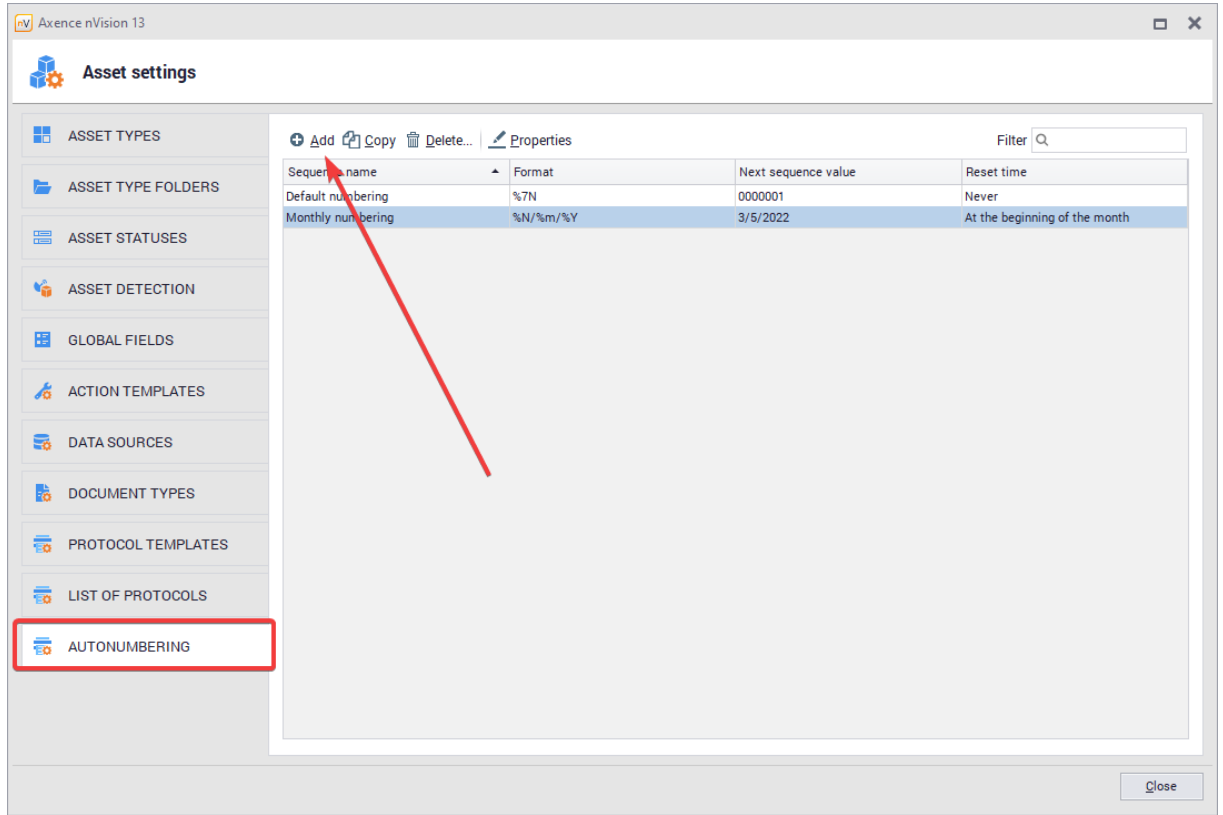 nV Axence nVision 13
Asset settings
ASSET TYPES
ASSET TYPE FOLDERS
ASSET STATUSES
ASSET DETECTION
GLOBAL FIELDS
ACTION TEMPLATES
DATA SOURCES
DOCUMENT TYPES
PROTOCOL TEMPLATES
LIST OF PROTOCOLS
AUTONUMBERING
Add Copy Delete... Properties Filter
Sequence name Format Next sequence value Reset time
Default numbering %7N 0000001 Never
Monthly numbering %N/%m/%Y 3/5/2022 At the beginning of the month
Close